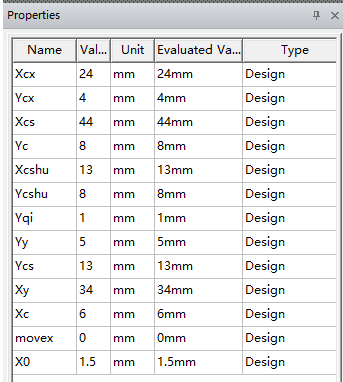 Properties
Name Val... Unit Evaluated Va... Type
Xcx 24 mm 24mm Design
Ycx 4 mm 4mm Design
Xcs 44 mm 44mm Design
Yc 8 mm 8mm Design
Xcshu 13 mm 13mm Design
Ycshu 8 mm 8mm Design
Yqi 1 mm 1mm Design
Yy 5 mm 5mm Design
Ycs 13 mm 13mm Design
Xy 34 mm 34mm Design
Xc 6 mm 6mm Design
movex 0 mm 0mm Design
X0 1.5 mm 1.5mm Design